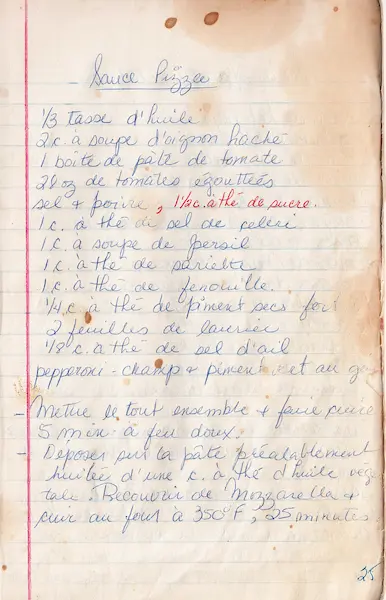 - Sauce Pizza
1/3 tasse d'huile
2 c. à soupe d'oignon haché
1 boîte de pâte de tomate
28 oz de tomates égouttées
sel & poivre, 1 1/2 c. à thé de sucre.
1 c. à thé de sel de céleri
1 c. à soupe de persil
1 c. à thé de sariette
1 c. à thé de fenouille.
1/4 c. à thé de piment secs fort
2 feuilles de laurier
1/8 c. à thé de sel d'ail
pepperoni - champ & piment vert au
- Mettre le tout ensemble & faire cuire
5 min à feu doux.
- Déposer sur la pâte préalablement
huilée d'une c. à thé d'huile végé
tale. Recouvrir de Mozzarella &
cuir au four à 350°F, 25 minutes
25